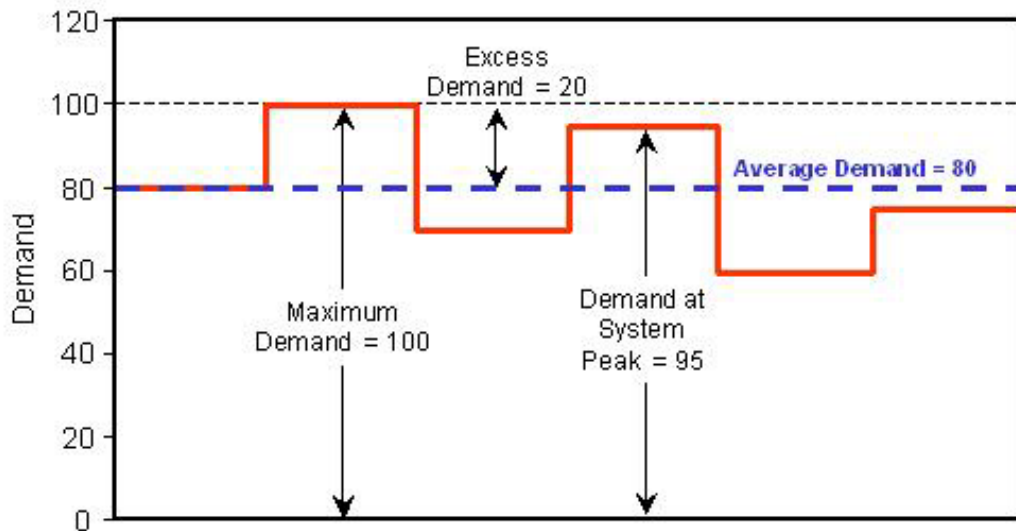 120
100
80
60
40
20
0
Demand
Excess
Demand = 20
Average Demand = 80
Maximum
Demand = 100
Demand at
System
Peak = 95